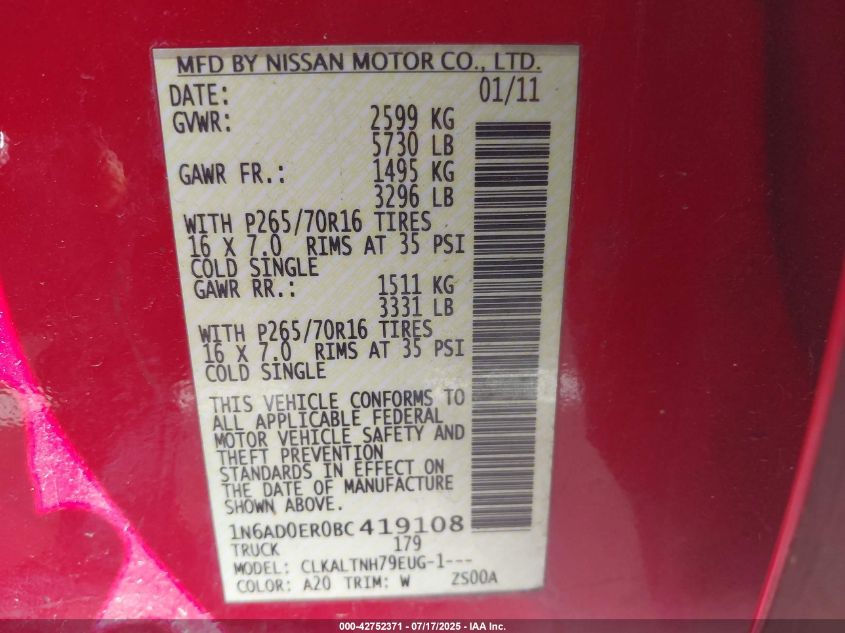 MFD BY NISSAN MOTOR CO., LTD.
DATE: 01/11
GVWR: 2599 KG
5730 LB
GAWR FR.: 1495 KG
3296 LB
WITH P265/70R16 TIRES
16 X 7.0 RIMS AT 35 PSI
COLD SINGLE
GAWR RR.: 1511 KG
3331 LB
WITH P265/70R16 TIRES
16 X 7.0 RIMS AT 35 PSI
COLD SINGLE
THIS VEHICLE CONFORMS TO
ALL APPLICABLE FEDERAL
MOTOR VEHICLE SAFETY AND
THEFT PREVENTION
STANDARDS IN EFFECT ON
THE DATE OF MANUFACTURE
SHOWN ABOVE.
1N6AD0ER0BC419108
TRUCK 179
MODEL: CLKALTNH79EUG-1---
COLOR: A20 TRIM: W ZS00A
000-42752371 - 07/17/2025 - IAA Inc.